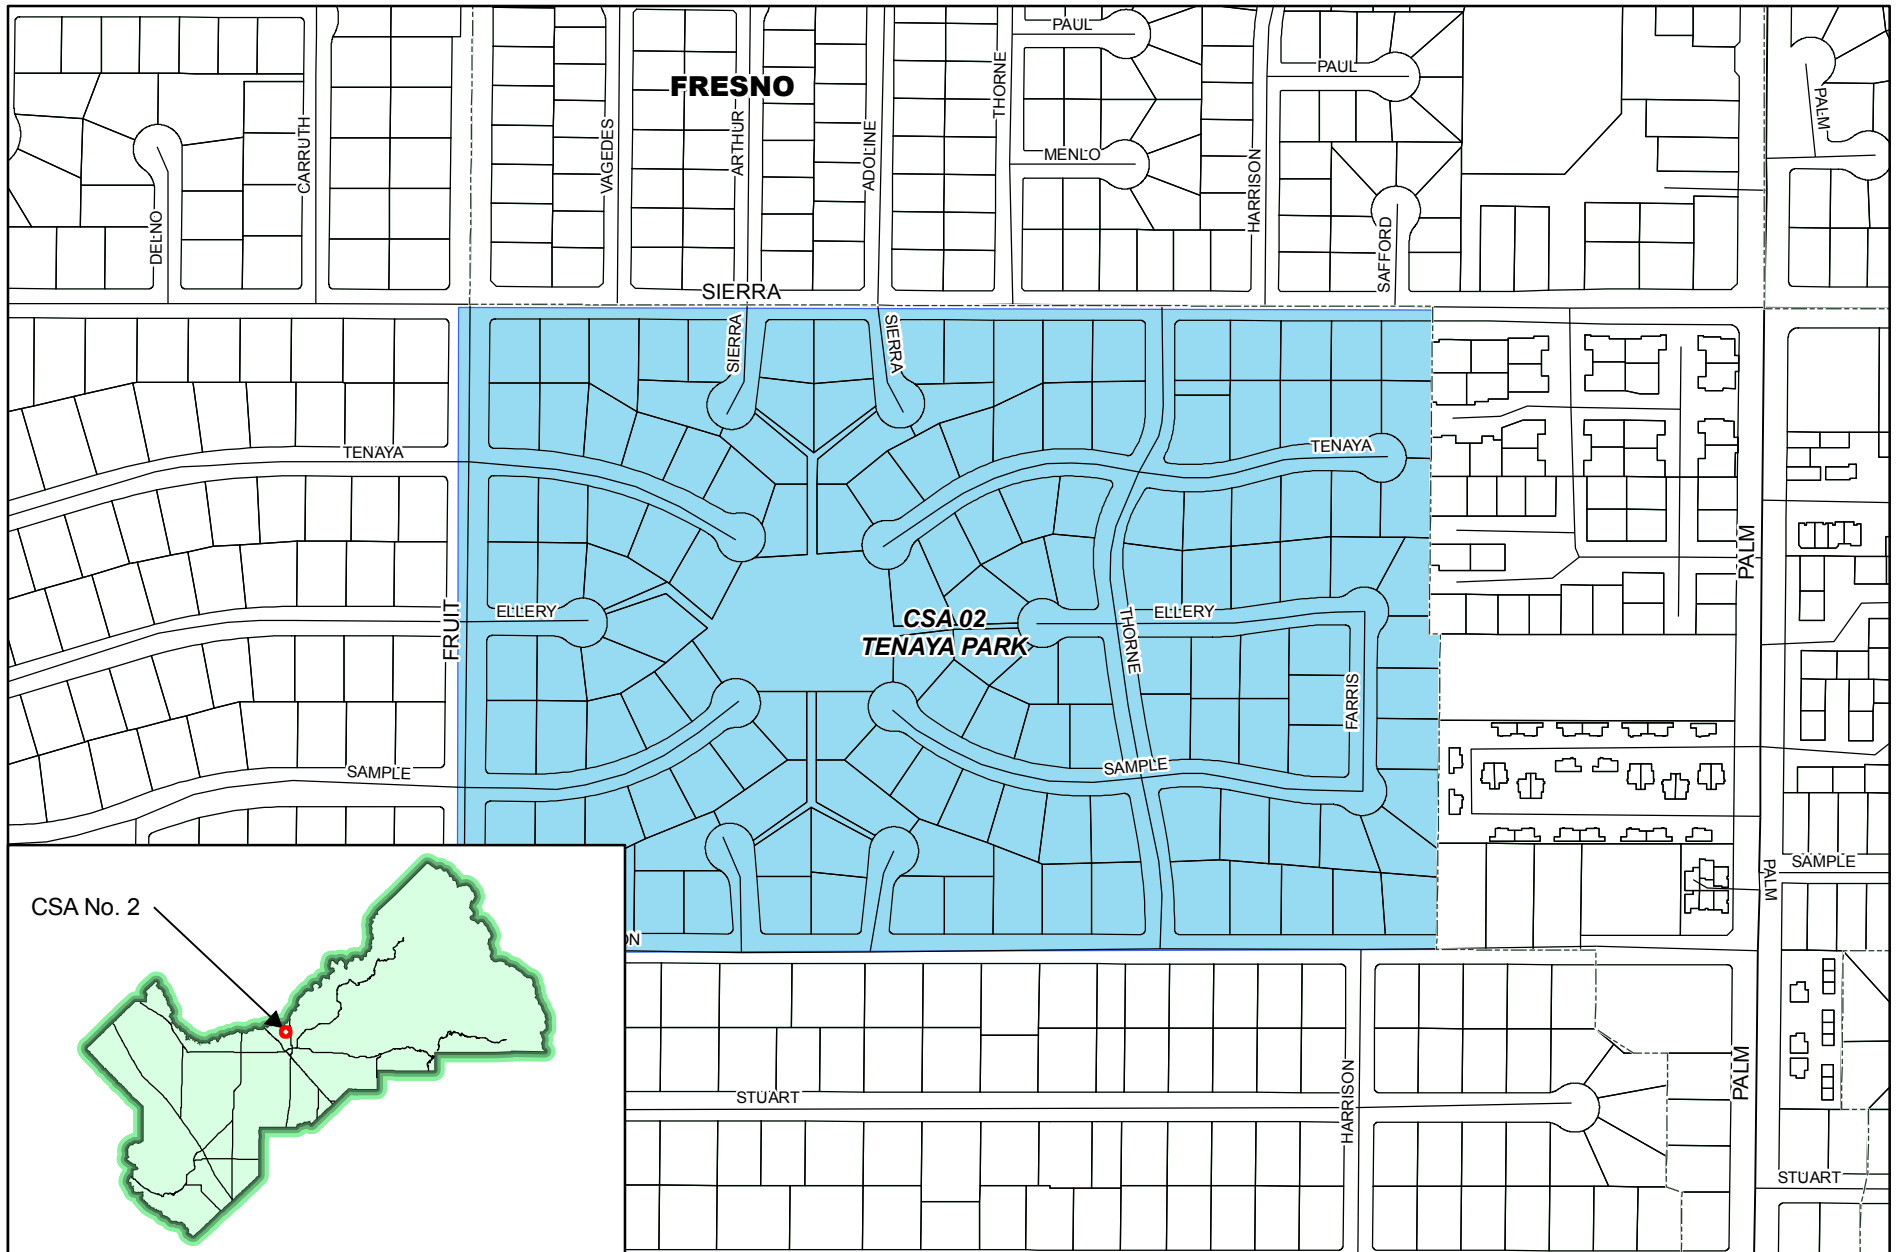 PAUL
FRESNO
PAUL
THORNE
PALM
CARRUTH
VAGEDES
ARTHUR
ADOLINE
MENLO
HARRISON
DELNO
SAFFORD
SIERRA
SIERRA
SIERRA
TENAYA
TENAYA
PALM
FRUIT
ELLERY
CSA 02
TENAYA PARK
THORNE
ELLERY
FARRIS
SAMPLE
SAMPLE
SAMPLE
PALM
CSA No. 2
ON
PALM
STUART
HARRISON
STUART